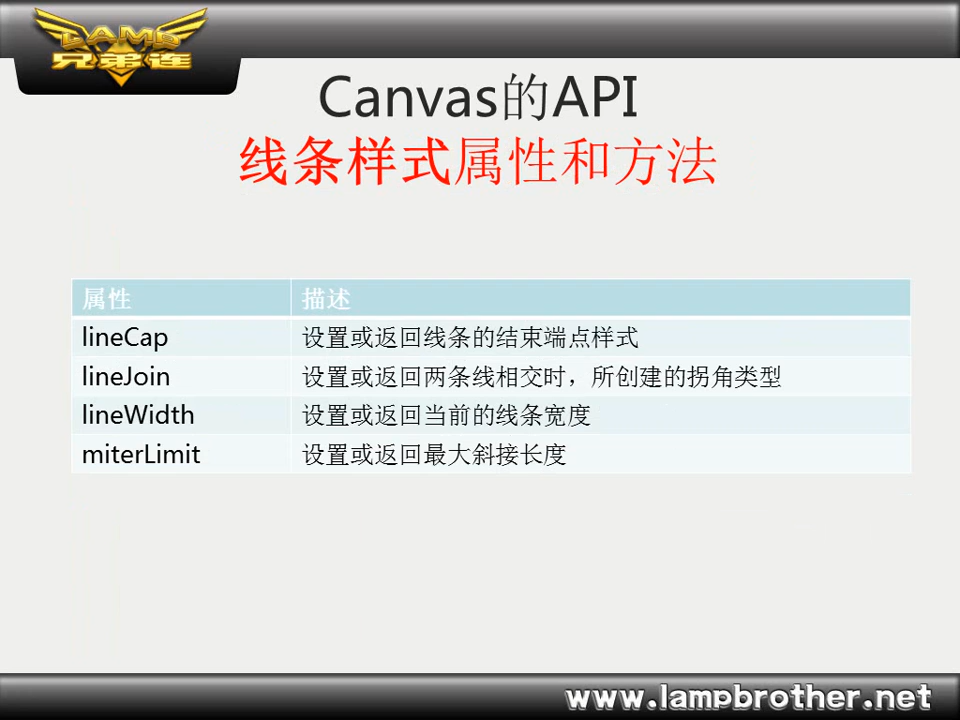 LAMP
兄弟连
Canvas的API
线条样式属性和方法
属性 描述
lineCap 设置或返回线条的结束端点样式
lineJoin 设置或返回两条线相交时，所创建的拐角类型
lineWidth 设置或返回当前的线条宽度
miterLimit 设置或返回最大斜接长度
www.lampbrother.net